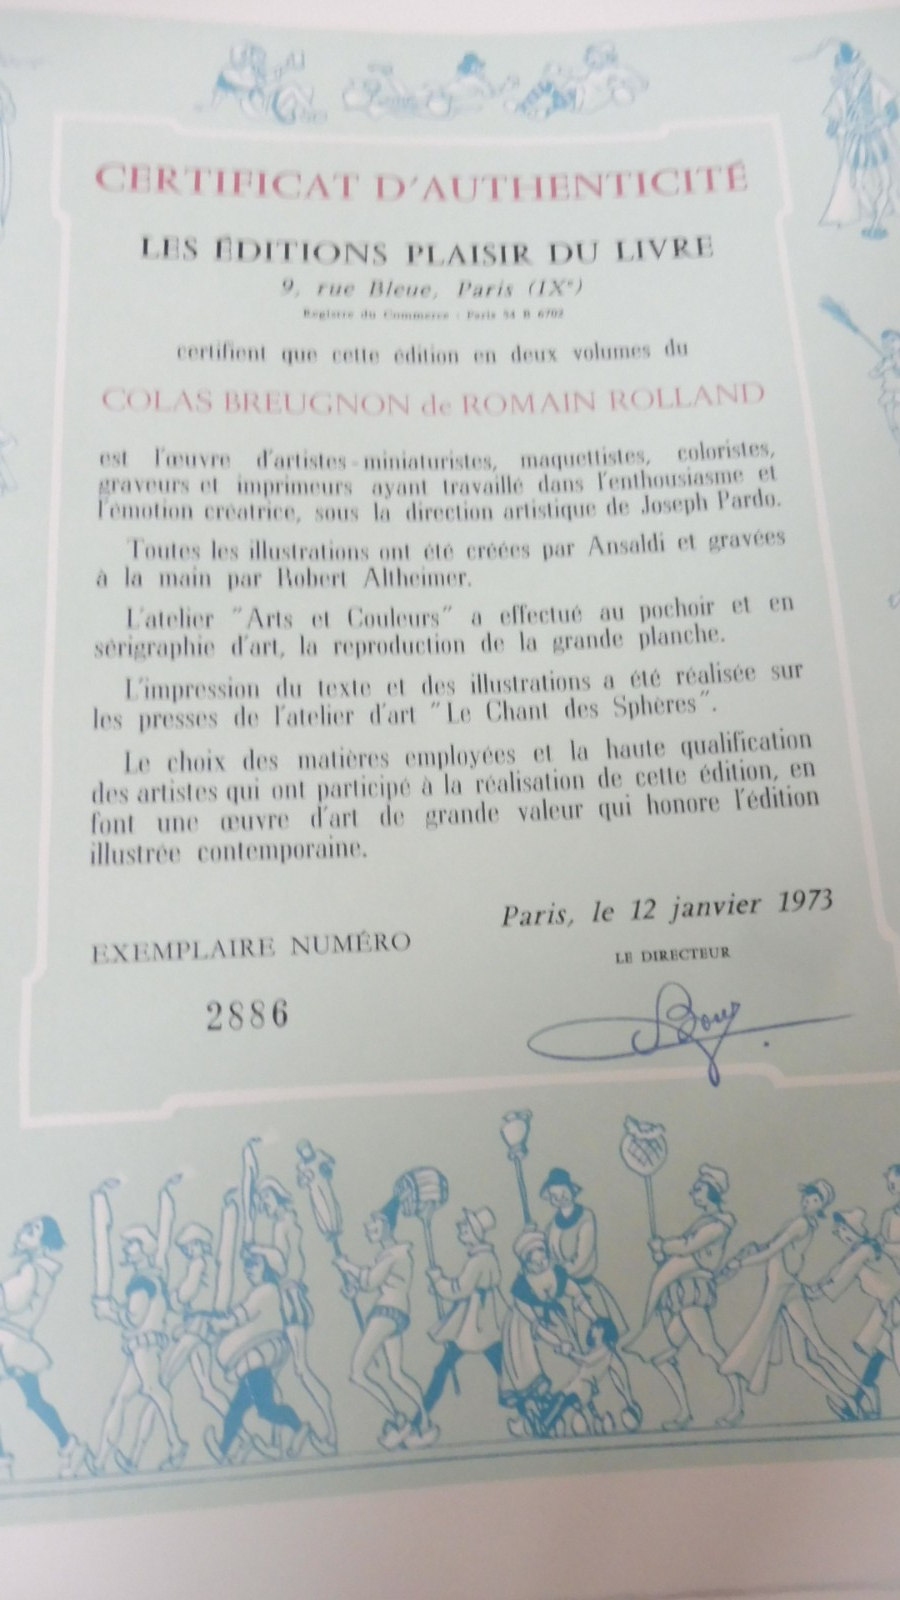 CERTIFICAT D'AUTHENTICITÉ
LES ÉDITIONS PLAISIR DU LIVRE
9, rue Bleue, Paris (IXe)
Registre du Commerce : Paris 54 B 6702
certifient que cette édition en deux volumes du
COLAS BREUGNON de ROMAIN ROLLAND
est l'œuvre d'artistes-miniaturistes, maquettistes, coloristes,
graveurs et imprimeurs ayant travaillé dans l'enthousiasme et
l'émotion créatrice, sous la direction artistique de Joseph Pardo.
Toutes les illustrations ont été créées par Ansaldi et gravées
à la main par Robert Altheimer.
L'atelier "Arts et Couleurs" a effectué au pochoir et en
sérigraphie d'art, la reproduction de la grande planche.
L'impression du texte et des illustrations a été réalisée sur
les presses de l'atelier d'art "Le Chant des Sphères".
Le choix des matières employées et la haute qualification
des artistes qui ont participé à la réalisation de cette édition, en
font une œuvre d'art de grande valeur qui honore l'édition
illustrée contemporaine.
Paris, le 12 janvier 1973
EXEMPLAIRE NUMÉRO
LE DIRECTEUR
2886